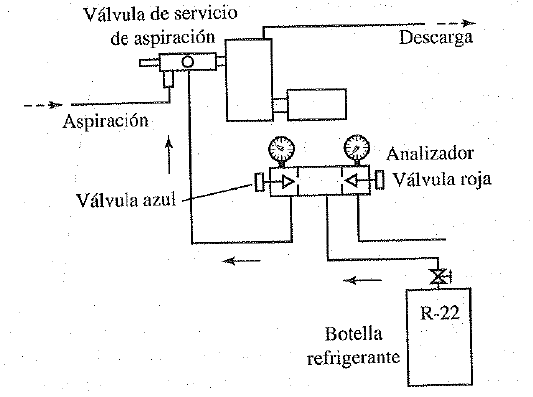 Válvula de servicio
de aspiración
Descarga
Aspiración
Analizador
Válvula roja
Válvula azul
R-22
Botella
refrigerante